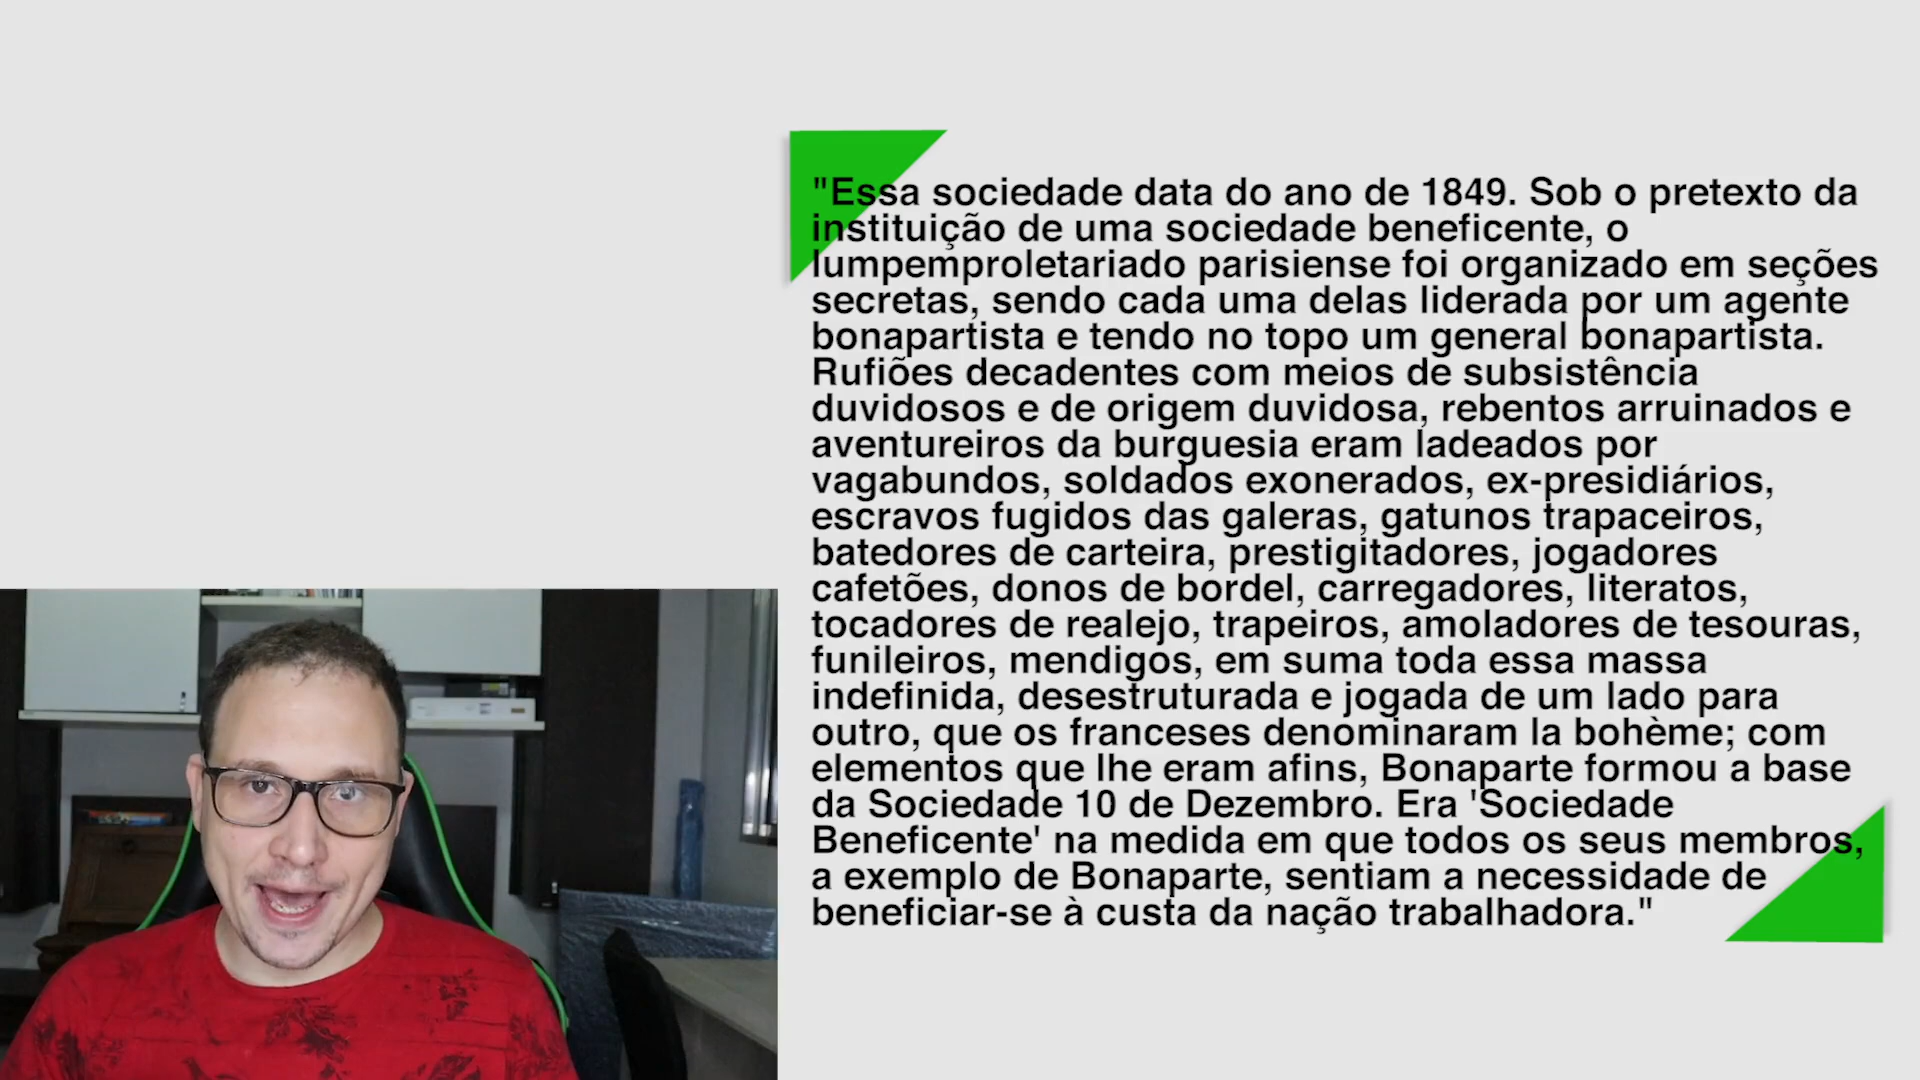 "Essa sociedade data do ano de 1849. Sob o pretexto da
instituição de uma sociedade beneficente, o
lumpemproletariado parisiense foi organizado em seções
secretas, sendo cada uma delas liderada por um agente
bonapartista e tendo no topo um general bonapartista.
Rufiões decadentes com meios de subsistência
duvidosos e de origem duvidosa, rebentos arruinados e
aventureiros da burguesia eram ladeados por
vagabundos, soldados exonerados, ex-presidiários,
escravos fugidos das galeras, gatunos trapaceiros,
batedores de carteira, prestigitadores, jogadores
cafetões, donos de bordel, carregadores, literatos,
tocadores de realejo, trapeiros, amoladores de tesouras,
funileiros, mendigos, em suma toda essa massa
indefinida, desestruturada e jogada de um lado para
outro, que os franceses denominaram la bohème; com
elementos que lhe eram afins, Bonaparte formou a base
da Sociedade 10 de Dezembro. Era 'Sociedade
Beneficente' na medida em que todos os seus membros,
a exemplo de Bonaparte, sentiam a necessidade de
beneficiar-se à custa da nação trabalhadora."